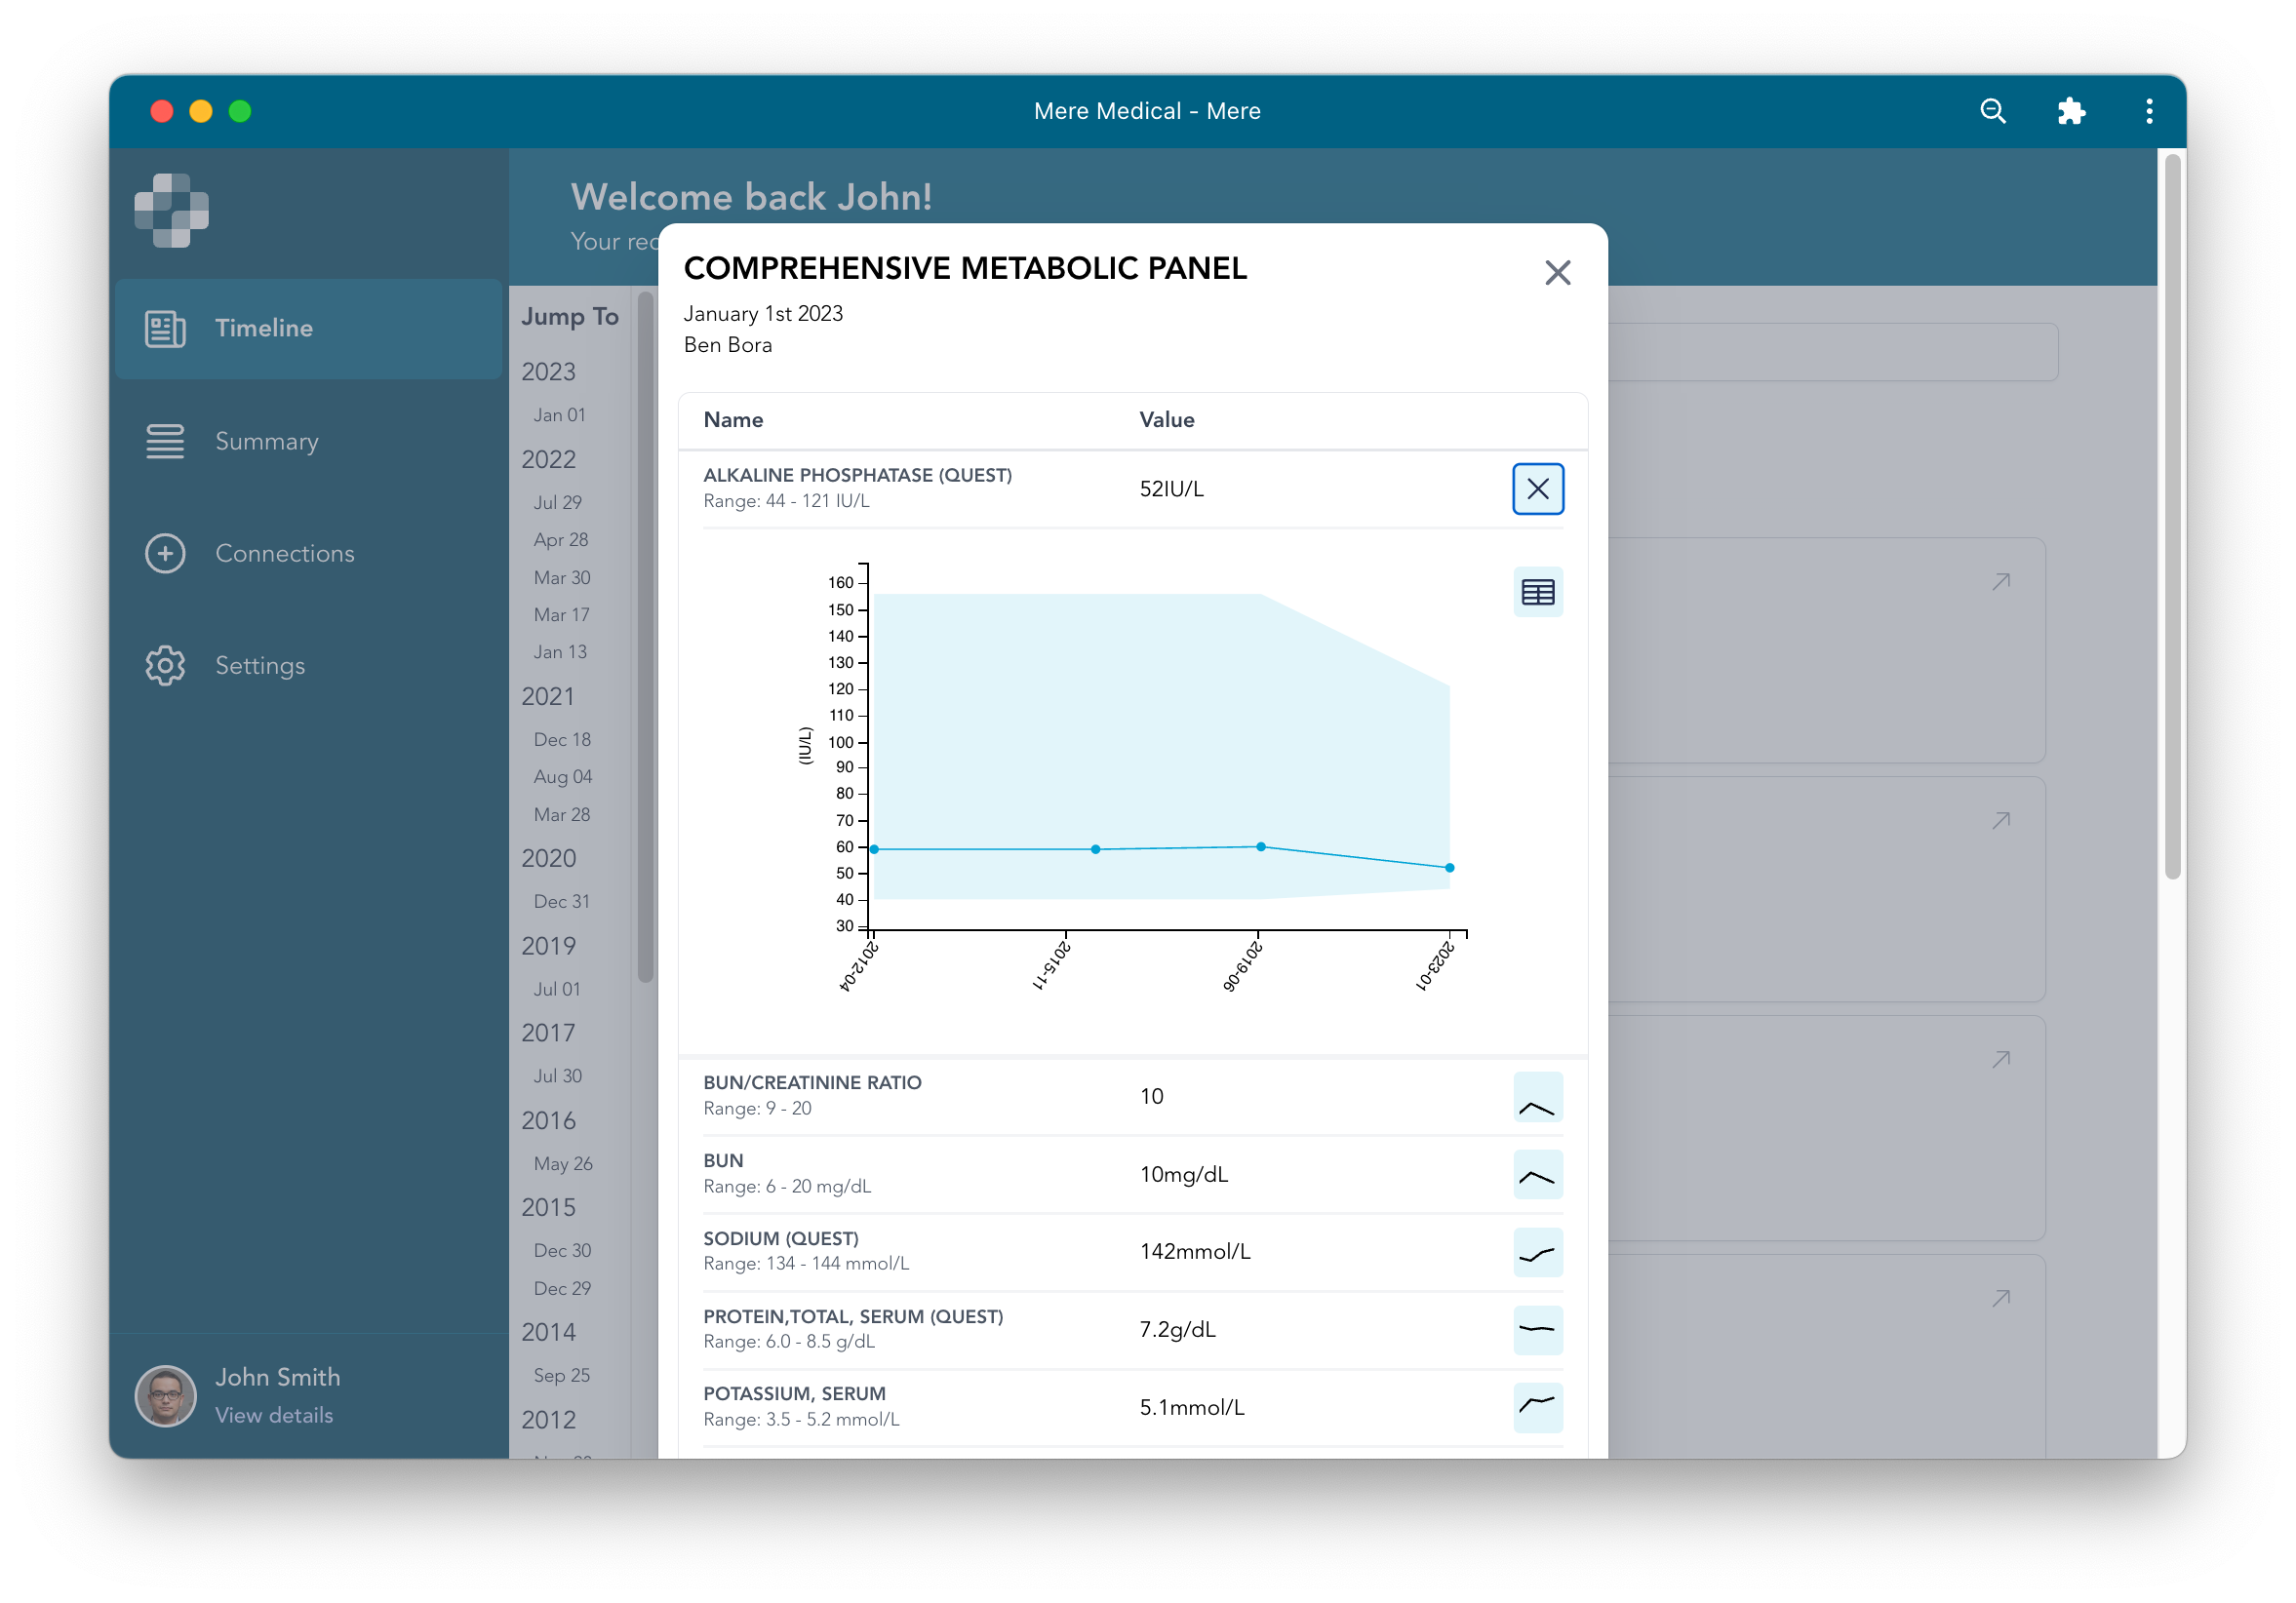 Mere Medical - Mere
Welcome back John!
Your rec
Timeline
Summary
Connections
Settings
John Smith
View details
Jump To
2023
Jan 01
2022
Jul 29
Apr 28
Mar 30
Mar 17
Jan 13
2021
Dec 18
Aug 04
Mar 28
2020
Dec 31
2019
Jul 01
2017
Jul 30
2016
May 26
2015
Dec 30
Dec 29
2014
Sep 25
2012
COMPREHENSIVE METABOLIC PANEL
January 1st 2023
Ben Bora
Name Value
ALKALINE PHOSPHATASE (QUEST) 52IU/L
Range: 44 - 121 IU/L
(IU/L)
160
150
140
130
120
110
100
90
80
70
60
50
40
30
2012-04 2015-11 2019-06 2023-01
BUN/CREATININE RATIO 10
Range: 9 - 20
BUN 10mg/dL
Range: 6 - 20 mg/dL
SODIUM (QUEST) 142mmol/L
Range: 134 - 144 mmol/L
PROTEIN,TOTAL, SERUM (QUEST) 7.2g/dL
Range: 6.0 - 8.5 g/dL
POTASSIUM, SERUM 5.1mmol/L
Range: 3.5 - 5.2 mmol/L